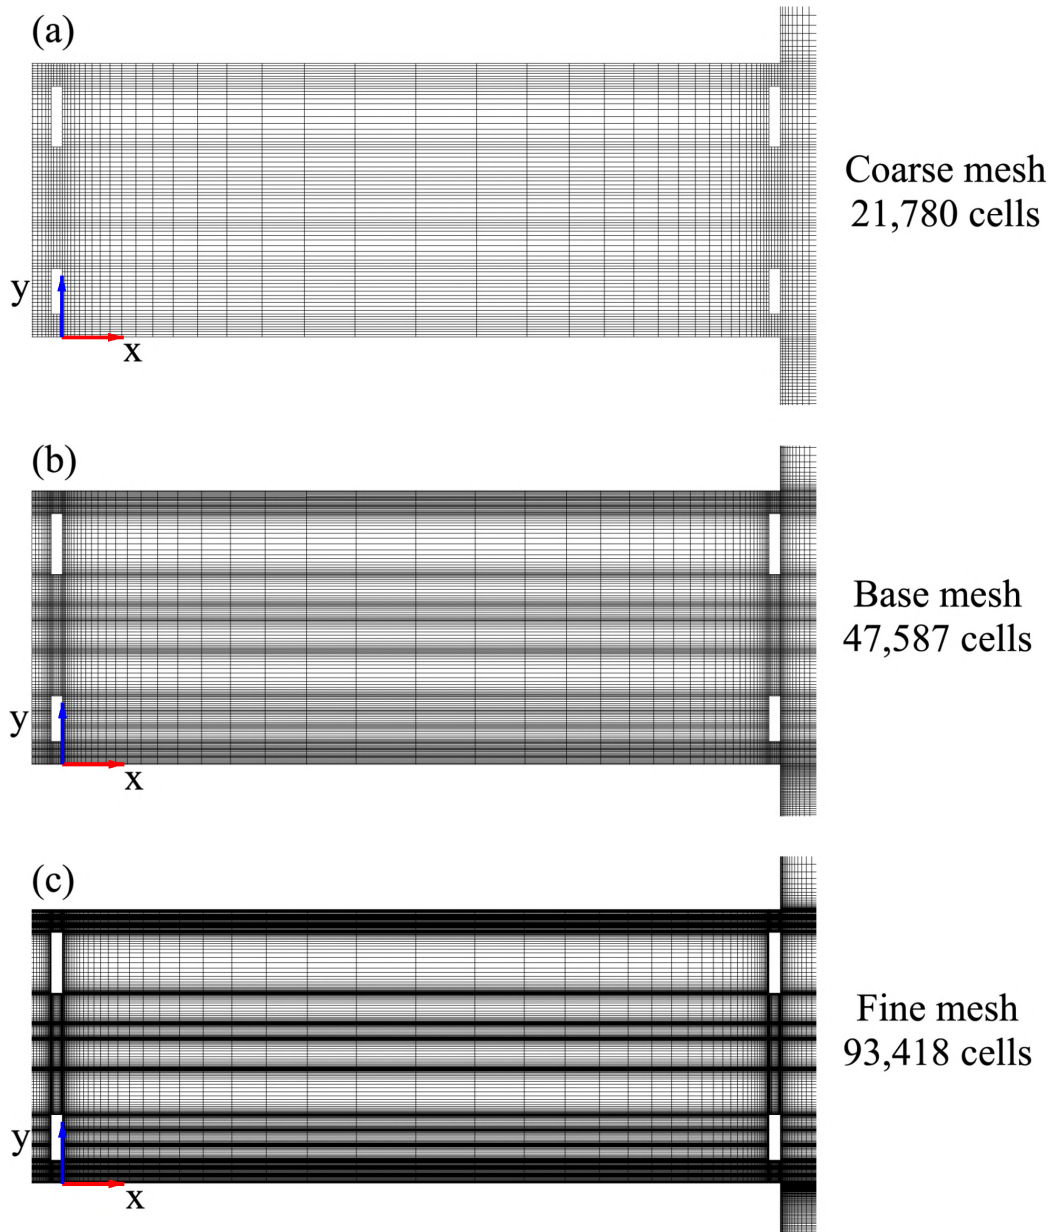 (a)
Coarse mesh
21,780 cells
y
x
(b)
Base mesh
47,587 cells
y
x
(c)
Fine mesh
93,418 cells
y
x